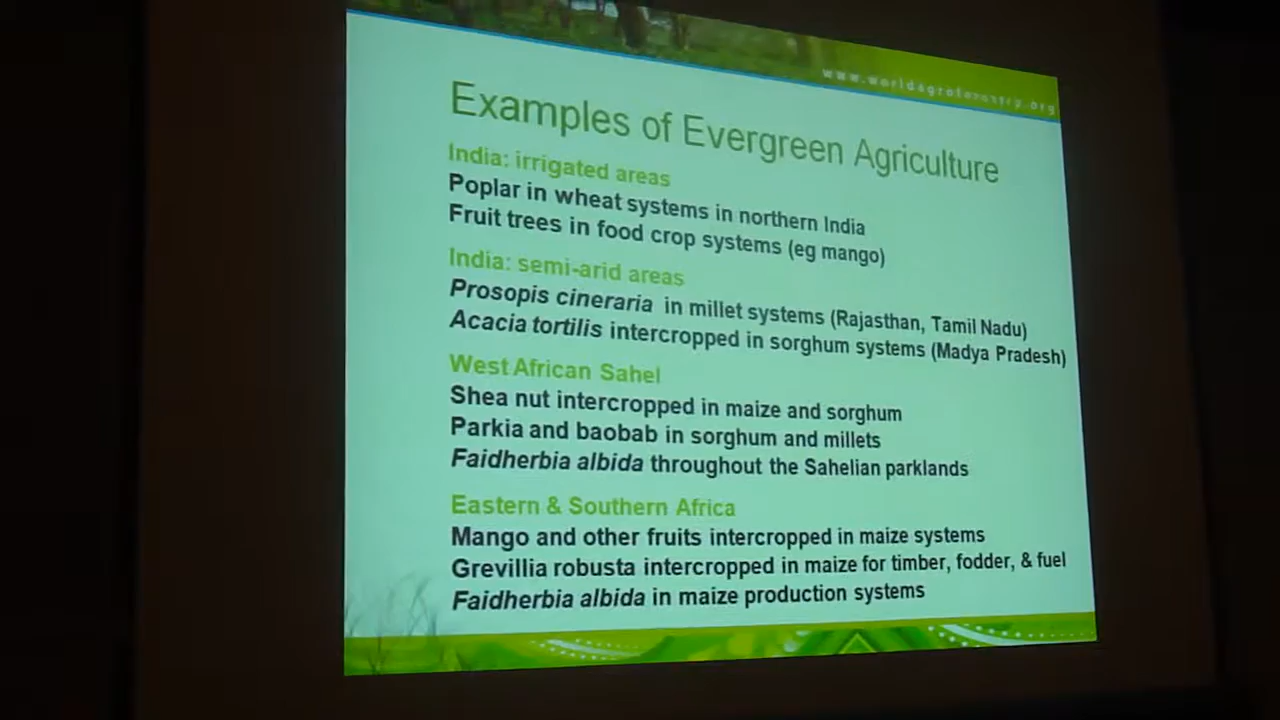 www.worldagroforestry.org
Examples of Evergreen Agriculture
India: irrigated areas
Poplar in wheat systems in northern India
Fruit trees in food crop systems (eg mango)
India: semi-arid areas
Prosopis cineraria in millet systems (Rajasthan, Tamil Nadu)
Acacia tortilis intercropped in sorghum systems (Madya Pradesh)
West African Sahel
Shea nut intercropped in maize and sorghum
Parkia and baobab in sorghum and millets
Faidherbia albida throughout the Sahelian parklands
Eastern & Southern Africa
Mango and other fruits intercropped in maize systems
Grevillia robusta intercropped in maize for timber, fodder, & fuel
Faidherbia albida in maize production systems